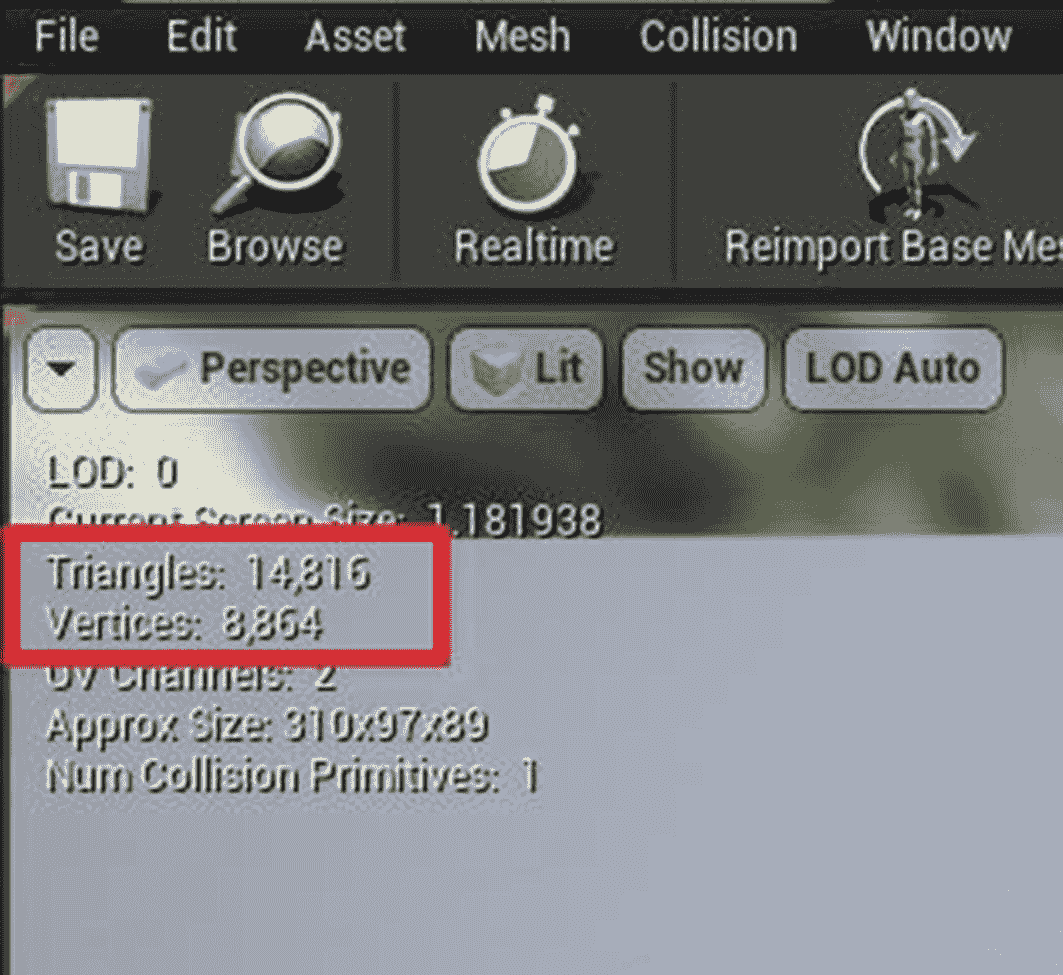 File Edit Asset Mesh Collision Window
Save Browse Realtime Reimport Base Mes
Perspective Lit Show LOD Auto
LOD: 0
Current Screen Size: 1.181938
Triangles: 14,816
Vertices: 8,864
UV Channels: 2
Approx Size: 310x97x89
Num Collision Primitives: 1